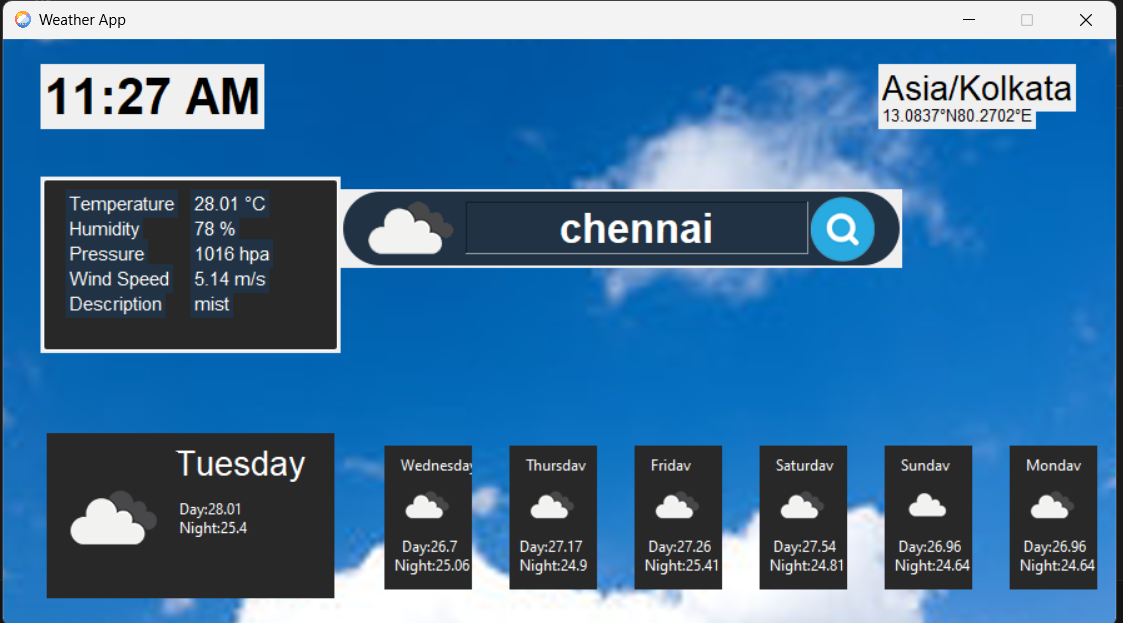 Weather App
11:27 AM
Asia/Kolkata
13.0837°N80.2702°E
Temperature 28.01 °C
Humidity 78 %
Pressure 1016 hpa
Wind Speed 5.14 m/s
Description mist
chennai
Tuesday
Day:28.01
Night:25.4
Wednesday
Day:26.7
Night:25.06
Thursday
Day:27.17
Night:24.9
Friday
Day:27.26
Night:25.41
Saturday
Day:27.54
Night:24.81
Sunday
Day:26.96
Night:24.64
Monday
Day:26.96
Night:24.64